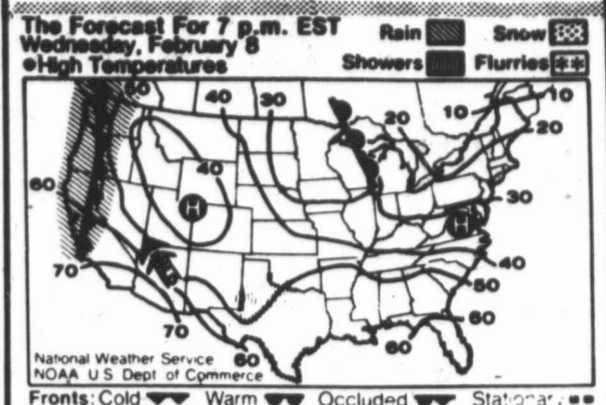 The Forecast For 7 p.m. EST
Wednesday, February 8
●High Temperatures
Rain Snow
Showers Flurries
50 40 30 20 10 10
20
40
60
30
H H
40
70
50
70
60
60 60
National Weather Service
NOAA U S Dept of Commerce
Fronts: Cold Warm Occluded Stationary